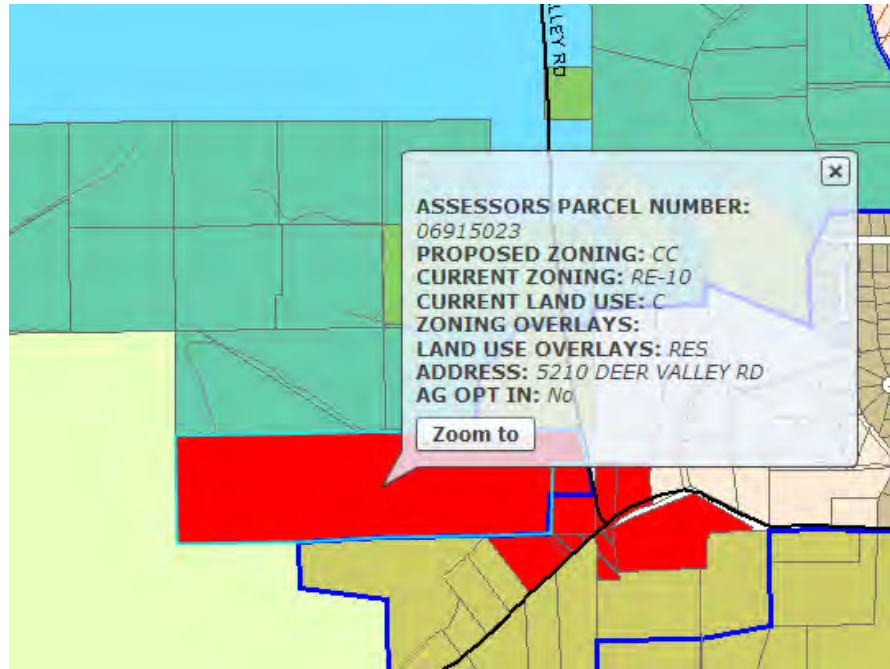 LLEY RD
ASSESSORS PARCEL NUMBER:
06915023
PROPOSED ZONING: CC
CURRENT ZONING: RE-10
CURRENT LAND USE: C
ZONING OVERLAYS:
LAND USE OVERLAYS: RES
ADDRESS: 5210 DEER VALLEY RD
AG OPT IN: No
Zoom to